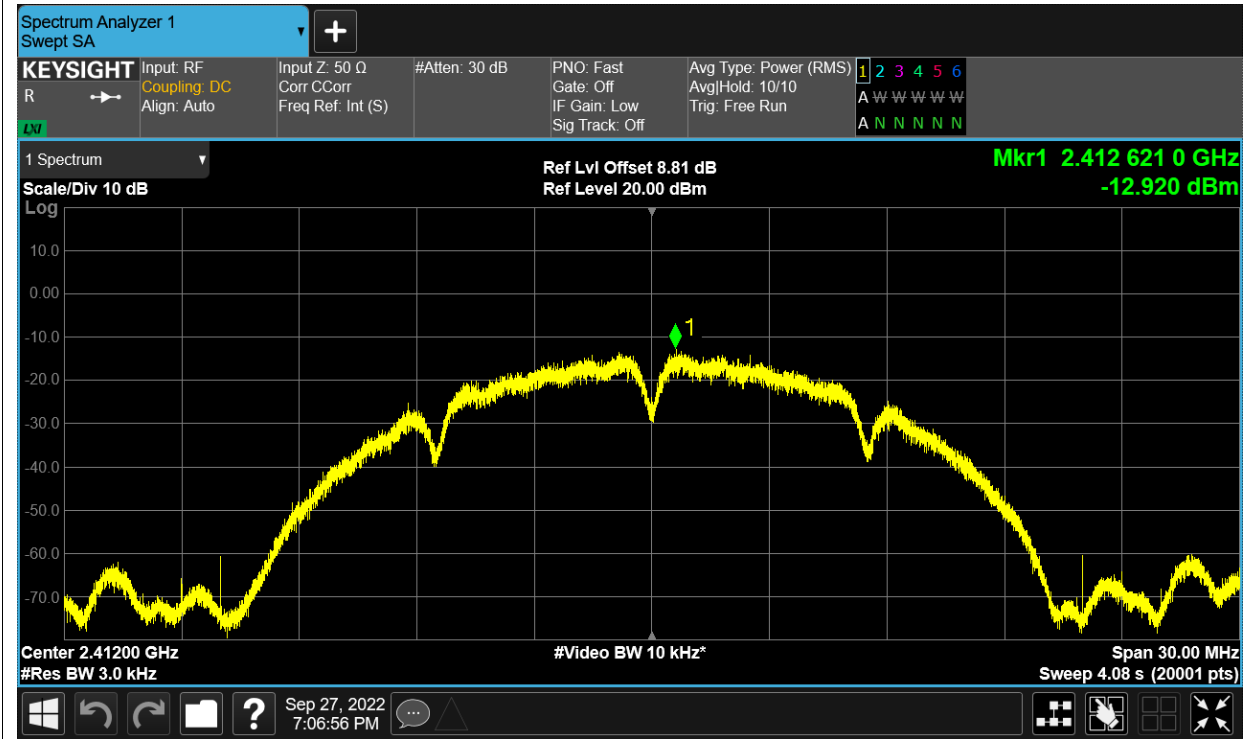 Spectrum Analyzer 1
Swept SA
▼
+
KEYSIGHT
R
LXI
Input: RF
Coupling: DC
Align: Auto
Input Z: 50 Ω
Corr CCorr
Freq Ref: Int (S)
#Atten: 30 dB
PNO: Fast
Gate: Off
IF Gain: Low
Sig Track: Off
Avg Type: Power (RMS)
Avg|Hold: 10/10
Trig: Free Run
1 2 3 4 5 6
A W W W W W
A N N N N N
1 Spectrum ▼
Scale/Div 10 dB
Ref Lvl Offset 8.81 dB
Ref Level 20.00 dBm
Mkr1 2.412 621 0 GHz
-12.920 dBm
Log
10.0
0.00
-10.0
-20.0
-30.0
-40.0
-50.0
-60.0
-70.0
1
Center 2.41200 GHz
#Res BW 3.0 kHz
#Video BW 10 kHz*
Span 30.00 MHz
Sweep 4.08 s (20001 pts)
?
Sep 27, 2022
7:06:56 PM